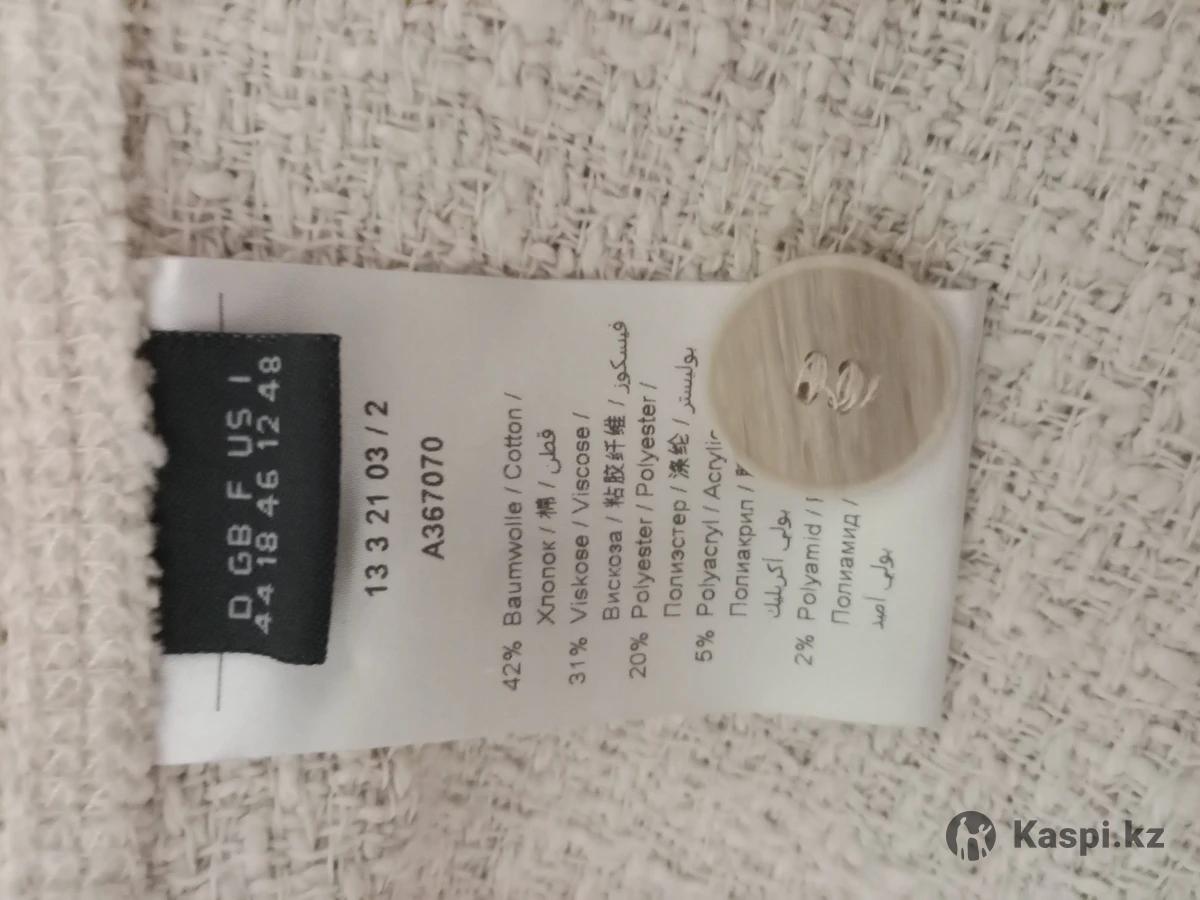 D GB F US I
44 18 46 12 48
13 3 21 03 / 2
A367070
42% Baumwolle / Cotton /
Хлопок / 棉 / قطن
31% Viskose / Viscose /
Вискоза / 粘胶纤维 / فيسكوز
20% Polyester / Polyester /
Полиэстер / 涤纶 / بوليستر
5% Polyacryl / Acrylic
Полиакрил /
بولي أكريليك
2% Polyamid /
Полиамид /
بولي أميد
Kaspi.kz